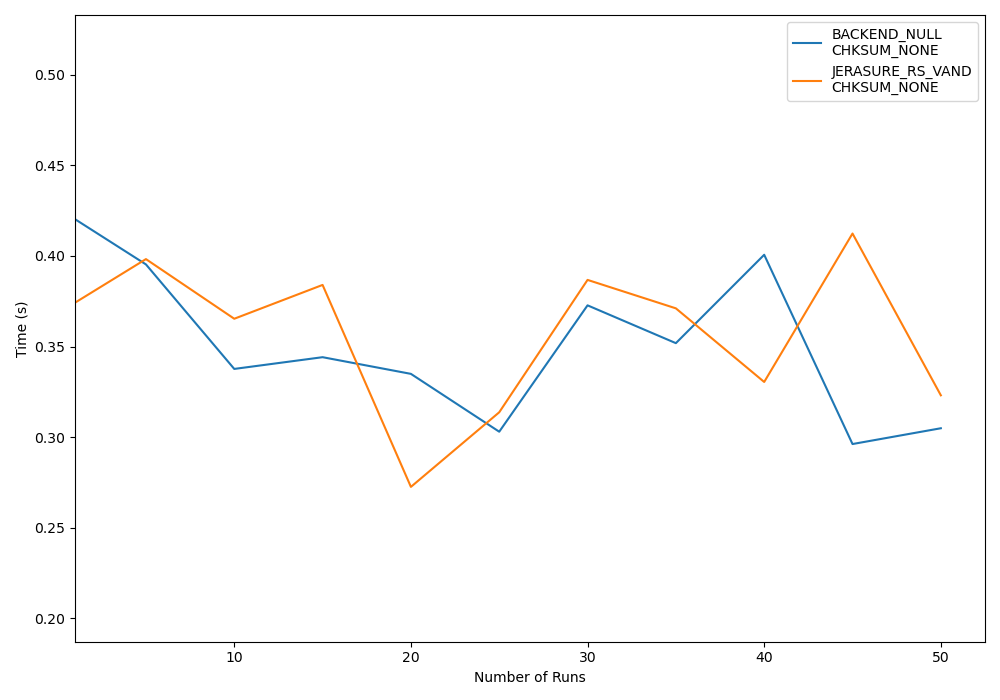 BACKEND_NULL
CHKSUM_NONE
JERASURE_RS_VAND
CHKSUM_NONE
0.50
0.45
0.40
0.35
0.30
0.25
0.20
Time (s)
10 20 30 40 50
Number of Runs